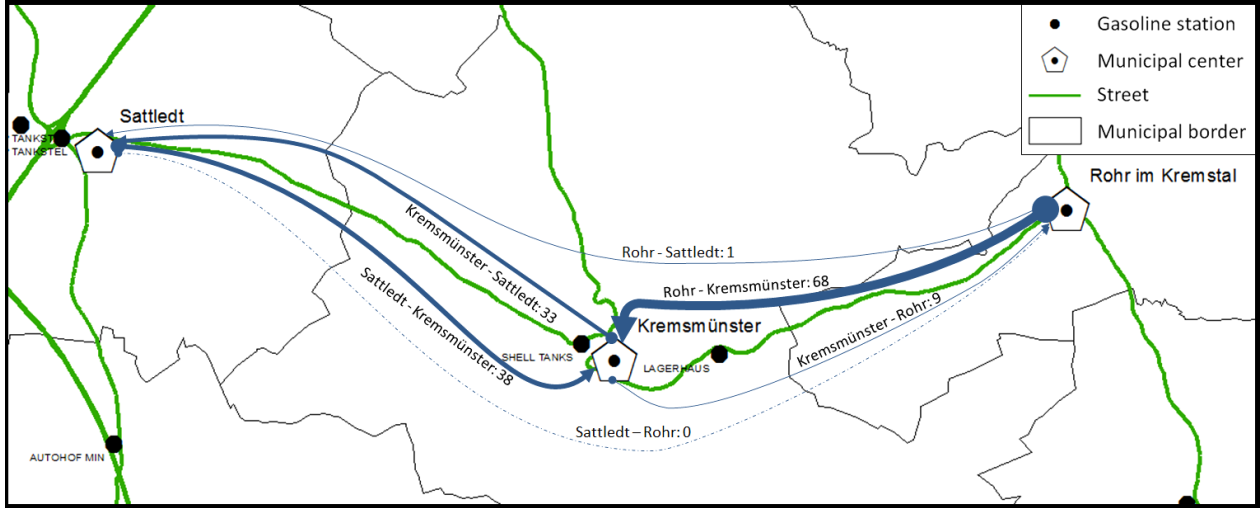 Gasoline station
Municipal center
Street
Municipal border
Sattledt
TANKST
TANKSTEL
Rohr im Kremstal
Kremsmünster - Sattledt: 33
Rohr - Sattledt: 1
Rohr - Kremsmünster: 68
Sattledt - Kremsmünster: 38
Kremsmünster - Rohr: 9
Kremsmünster
SHELL TANKS
LAGERHAUS
Sattledt – Rohr: 0
AUTOHOF MIN